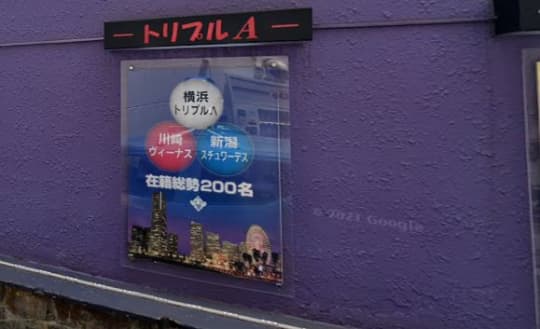 トリプルA
横浜
トリプルA
川崎
ヴィーナス
新潟
スチュワーデス
在籍総勢200名
© 2021 Google